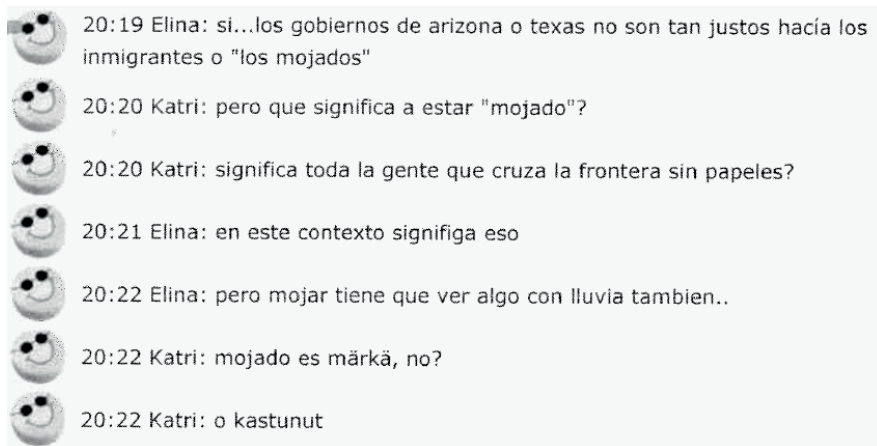 20:19 Elina: si...los gobiernos de arizona o texas no son tan justos hacía los
inmigrantes o "los mojados"
20:20 Katri: pero que significa a estar "mojado"?
20:20 Katri: significa toda la gente que cruza la frontera sin papeles?
20:21 Elina: en este contexto signifiga eso
20:22 Elina: pero mojar tiene que ver algo con lluvia tambien..
20:22 Katri: mojado es märkä, no?
20:22 Katri: o kastunut